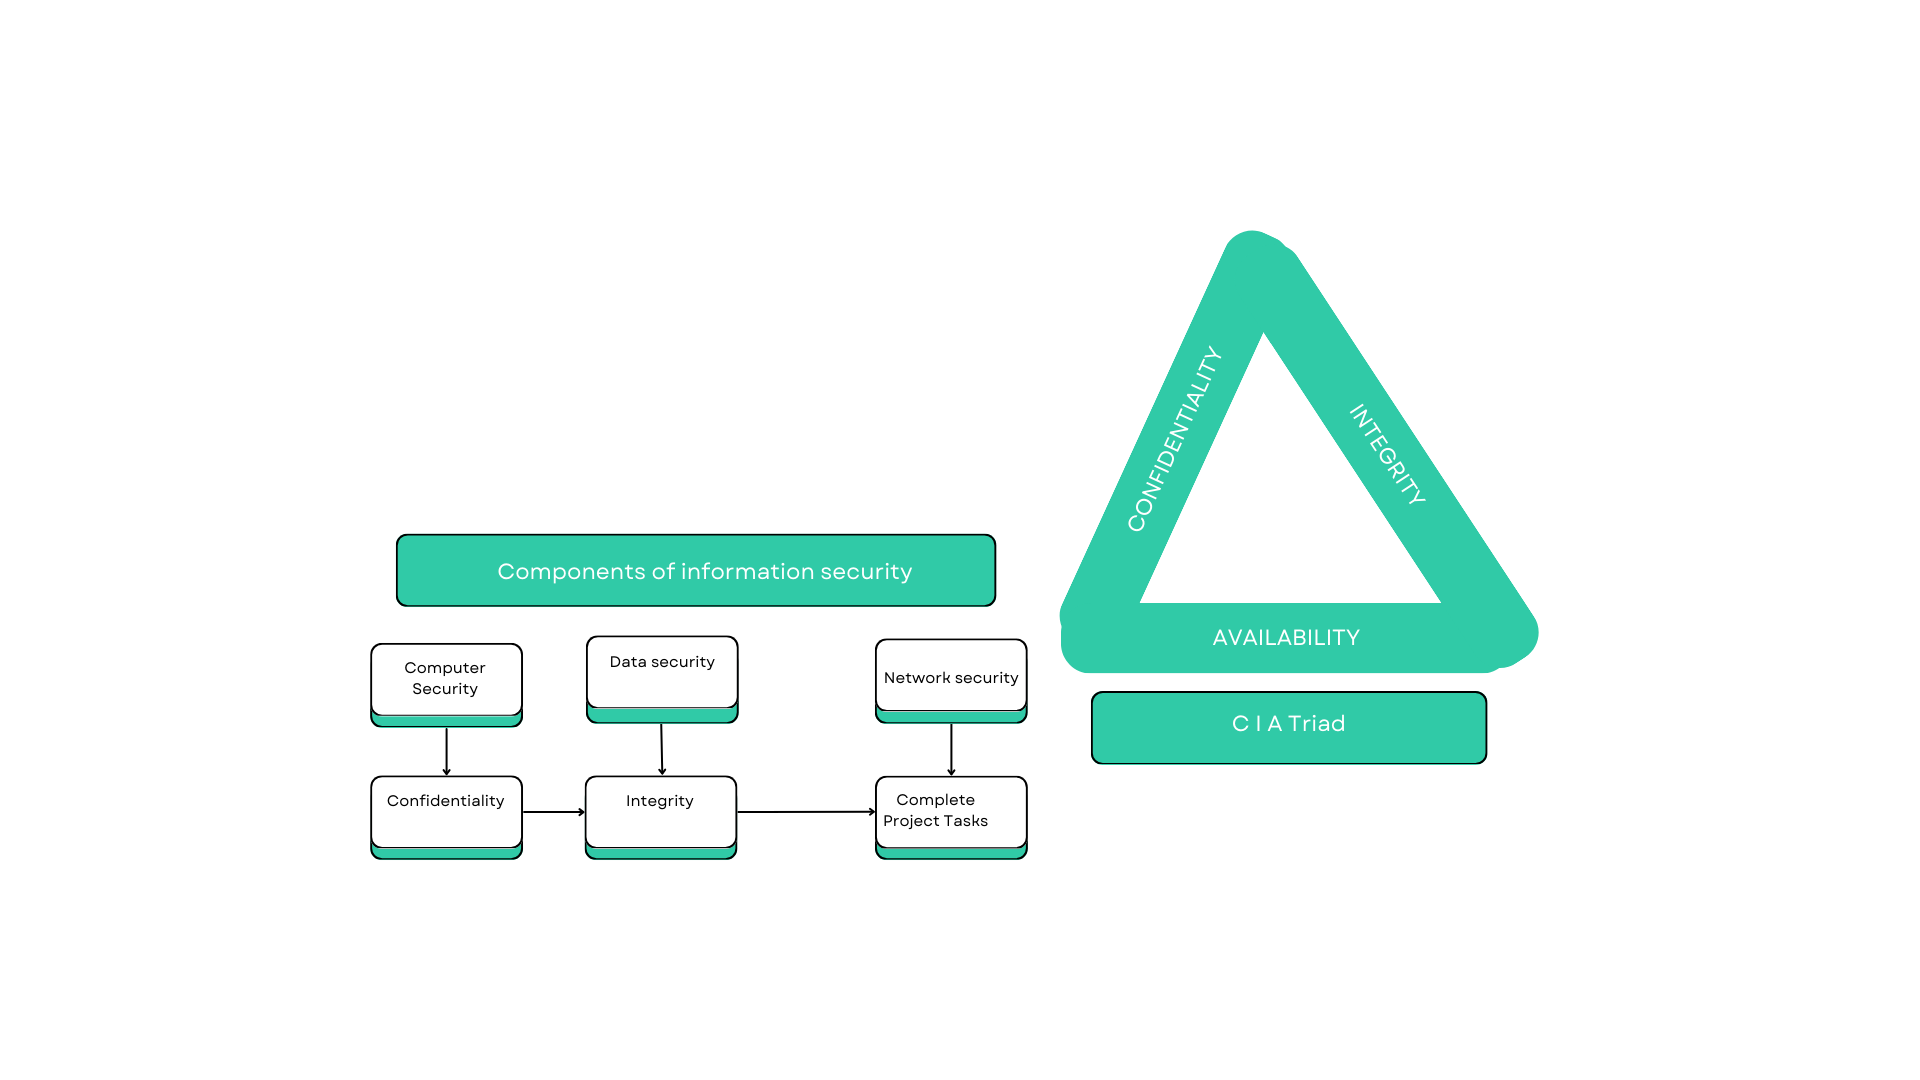 Components of information security
Computer
Security
Data security
Network security
Confidentiality
Integrity
Complete
Project Tasks
CONFIDENTIALITY
INTEGRITY
AVAILABILITY
C I A Triad